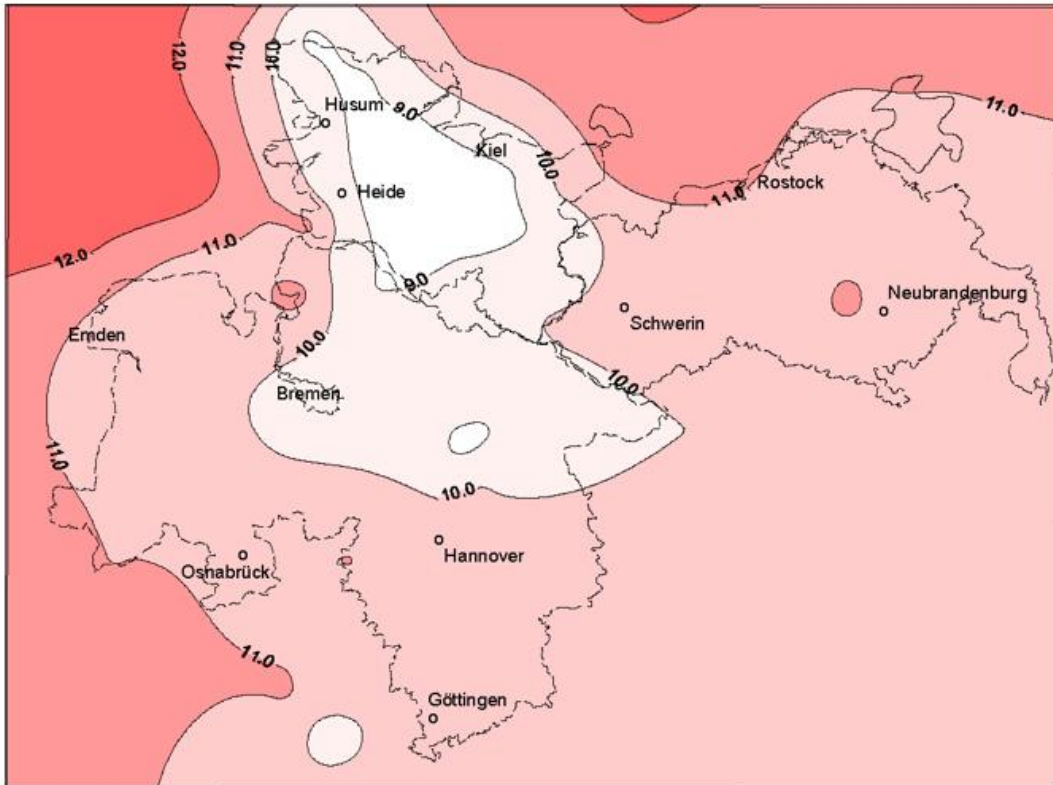 12.0
11.0
10.0
Husum
9.0
Kiel
10.0
11.0
Heide
Rostock
11.0
11.0
12.0
9.0
Neubrandenburg
Emden
Schwerin
10.0
10.0
Bremen
11.0
10.0
Hannover
Osnabrück
11.0
Göttingen